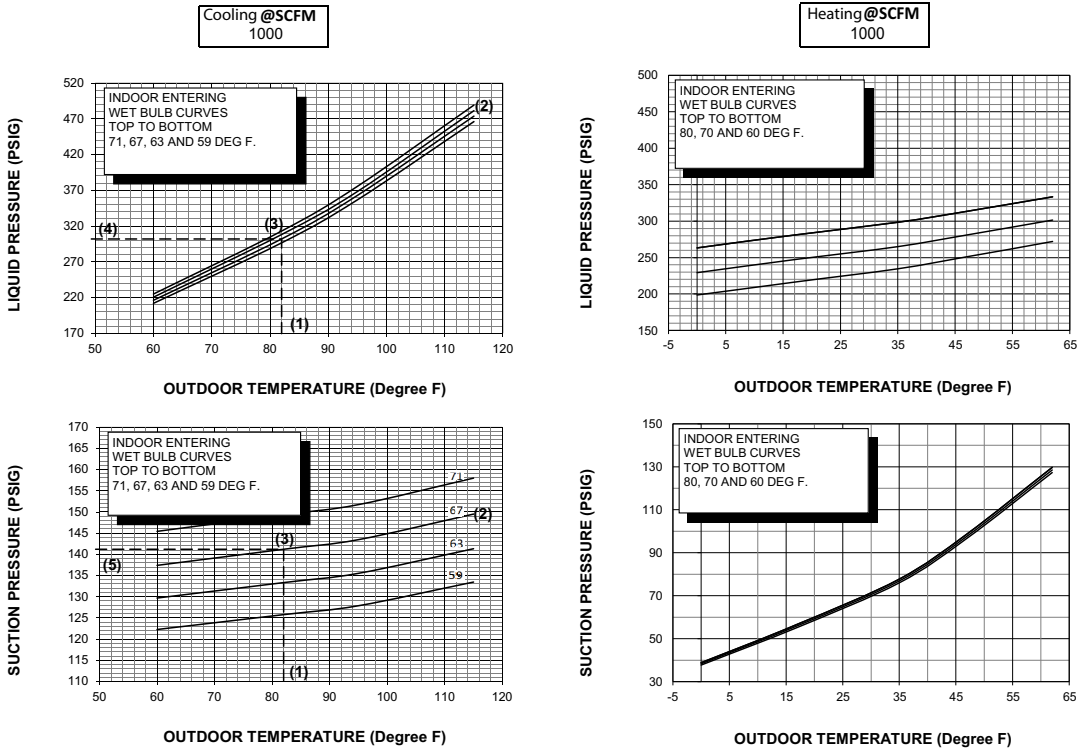 Cooling @SCFM
1000
Heating@SCFM
1000
LIQUID PRESSURE (PSIG)
520
470
420
370
320
270
220
170
INDOOR ENTERING
WET BULB CURVES
TOP TO BOTTOM
71, 67, 63 AND 59 DEG F.
(2)
(3)
(4)
(1)
50 60 70 80 90 100 110 120
OUTDOOR TEMPERATURE (Degree F)
LIQUID PRESSURE (PSIG)
500
450
400
350
300
250
200
150
INDOOR ENTERING
WET BULB CURVES
TOP TO BOTTOM
80, 70 AND 60 DEG F.
-5 5 15 25 35 45 55 65
OUTDOOR TEMPERATURE (Degree F)
SUCTION PRESSURE (PSIG)
170
165
160
155
150
145
140
135
130
125
120
115
110
INDOOR ENTERING
WET BULB CURVES
TOP TO BOTTOM
71, 67, 63 AND 59 DEG F.
71
67
(2)
(3)
63
(5)
59
(1)
50 60 70 80 90 100 110 120
OUTDOOR TEMPERATURE (Degree F)
SUCTION PRESSURE (PSIG)
150
130
110
90
70
50
30
INDOOR ENTERING
WET BULB CURVES
TOP TO BOTTOM
80, 70 AND 60 DEG F.
-5 5 15 25 35 45 55 65
OUTDOOR TEMPERATURE (Degree F)